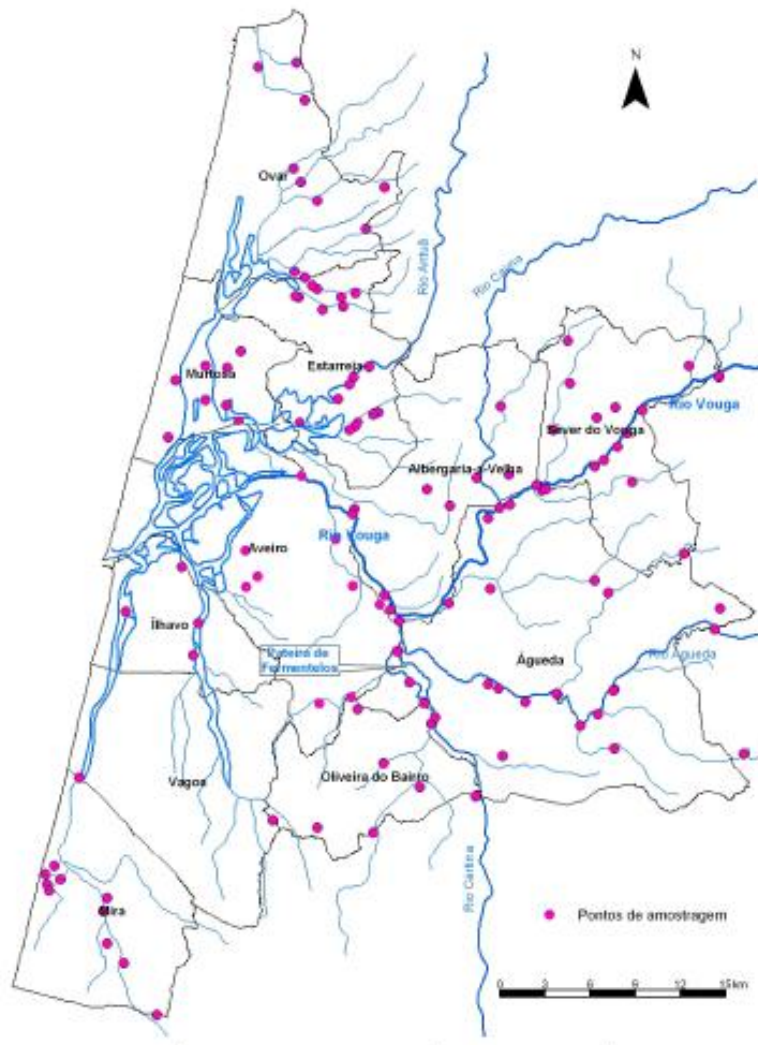 N
Ovar
Rio Antuã
Rio Caima
Murtosa
Estarreja
Rio Vouga
Sever do Vouga
Albergaria-a-Velha
Rio Vouga
Aveiro
Ílhavo
Pateira de
Fermentelos
Águeda
Rio Águeda
Vagos
Oliveira do Bairro
Rio Cértima
Mira
Pontos de amostragem
0 3 6 9 12 15 km